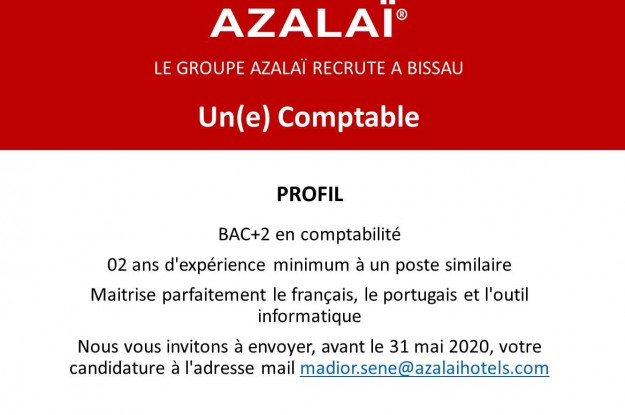 AZALAÏ®
LE GROUPE AZALAÏ RECRUTE A BISSAU
Un(e) Comptable
PROFIL
BAC+2 en comptabilité
02 ans d'expérience minimum à un poste similaire
Maitrise parfaitement le français, le portugais et l'outil
informatique
Nous vous invitons à envoyer, avant le 31 mai 2020, votre
candidature à l'adresse mail madior.sene@azalaihotels.com